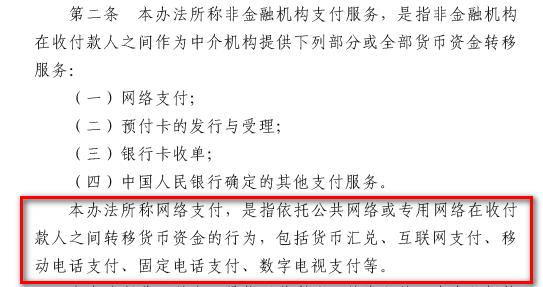 第二条 本办法所称非金融机构支付服务，是指非金融机构
在收付款人之间作为中介机构提供下列部分或全部货币资金转移
服务：
（一）网络支付；
（二）预付卡的发行与受理；
（三）银行卡收单；
（四）中国人民银行确定的其他支付服务。
本办法所称网络支付，是指依托公共网络或专用网络在收付
款人之间转移货币资金的行为，包括货币汇兑、互联网支付、移
动电话支付、固定电话支付、数字电视支付等。